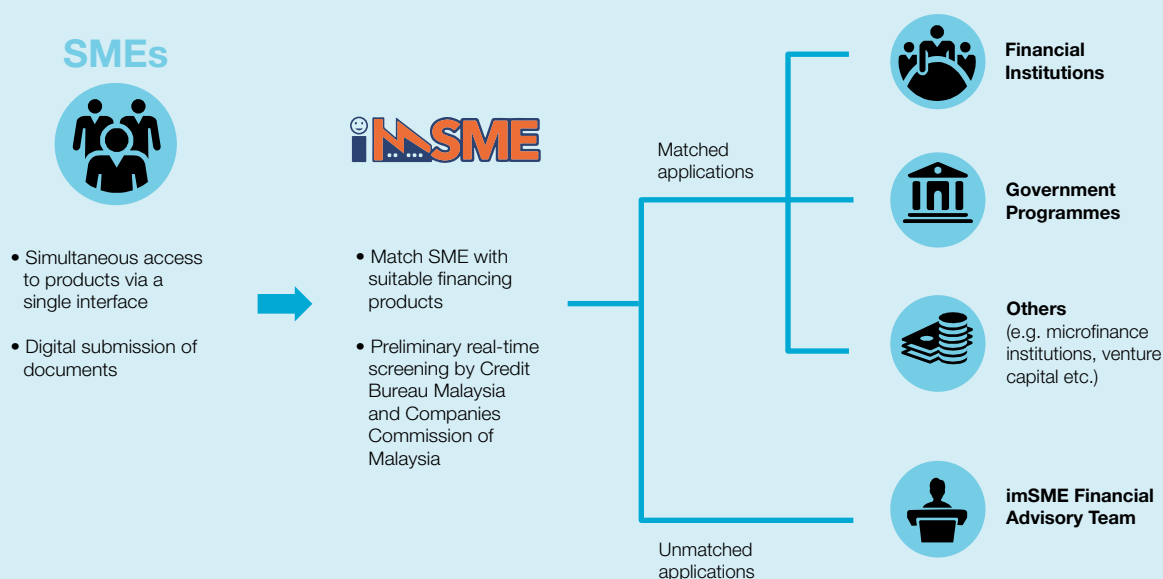 SMEs
• Simultaneous access
to products via a
single interface
• Digital submission of
documents
imSME
• Match SME with
suitable financing
products
• Preliminary real-time
screening by Credit
Bureau Malaysia
and Companies
Commission of
Malaysia
Matched
applications
Unmatched
applications
Financial
Institutions
Government
Programmes
Others
(e.g. microfinance
institutions, venture
capital etc.)
imSME Financial
Advisory Team